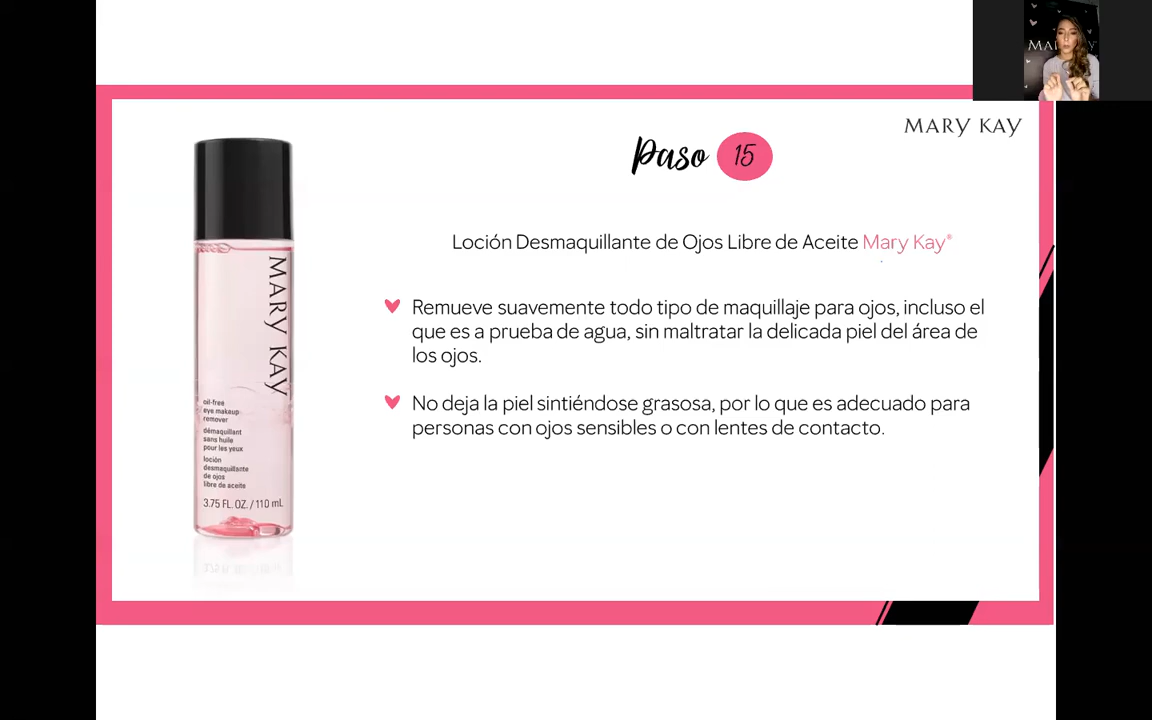 MARY KAY
Paso 15
Loción Desmaquillante de Ojos Libre de Aceite Mary Kay®
Remueve suavemente todo tipo de maquillaje para ojos, incluso el
que es a prueba de agua, sin maltratar la delicada piel del área de
los ojos.
No deja la piel sintiéndose grasosa, por lo que es adecuado para
personas con ojos sensibles o con lentes de contacto.
MARY KAY
oil-free
eye makeup
remover
démaquillant
sans huile
pour les yeux
loción
desmaquillante
de ojos
libre de aceite
3.75 FL. OZ. / 110 mL